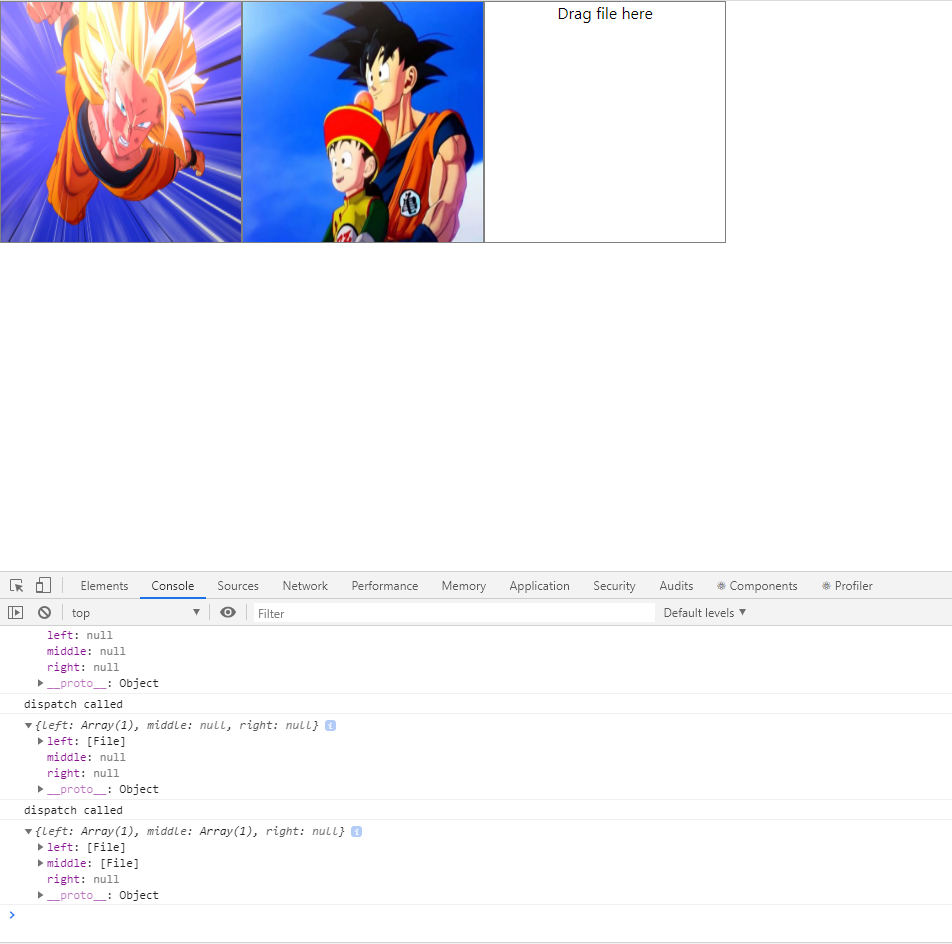 Drag file here
亀
Elements Console Sources Network Performance Memory Application Security Audits Components Profiler
top Filter Default levels
left: null
middle: null
right: null
__proto__: Object
dispatch called
{left: Array(1), middle: null, right: null} i
left: [File]
middle: null
right: null
__proto__: Object
dispatch called
{left: Array(1), middle: Array(1), right: null} i
left: [File]
middle: [File]
right: null
__proto__: Object